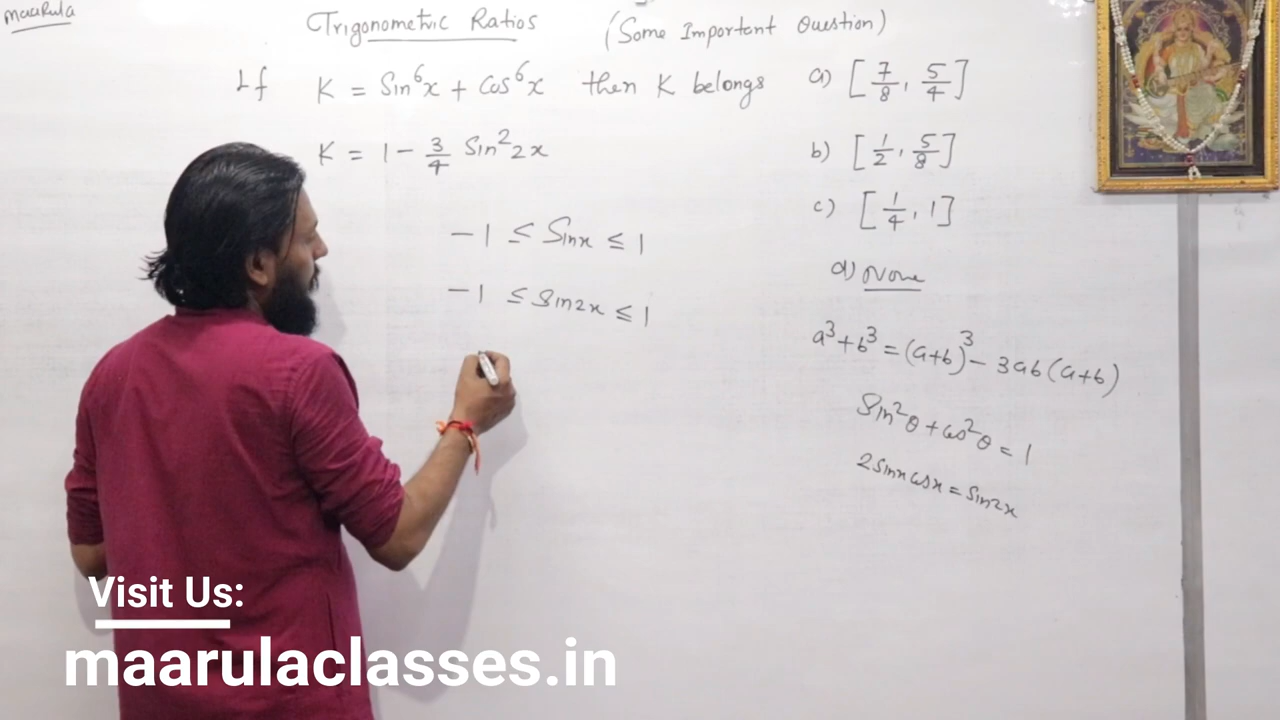 Maarula
Trigonometric Ratios (Some Important Question)
If K = Sin⁶x + Cos⁶x then K belongs
a) [7/8, 5/4]
K = 1 - 3/4 Sin²2x
b) [1/2, 5/8]
c) [1/4, 1]
-1 ≤ Sinx ≤ 1
d) None
-1 ≤ Sin2x ≤ 1
a³+b³ = (a+b)³ - 3ab(a+b)
Sin²θ + cos²θ = 1
2Sinx cosx = Sin2x
Visit Us:
maarulaclasses.in